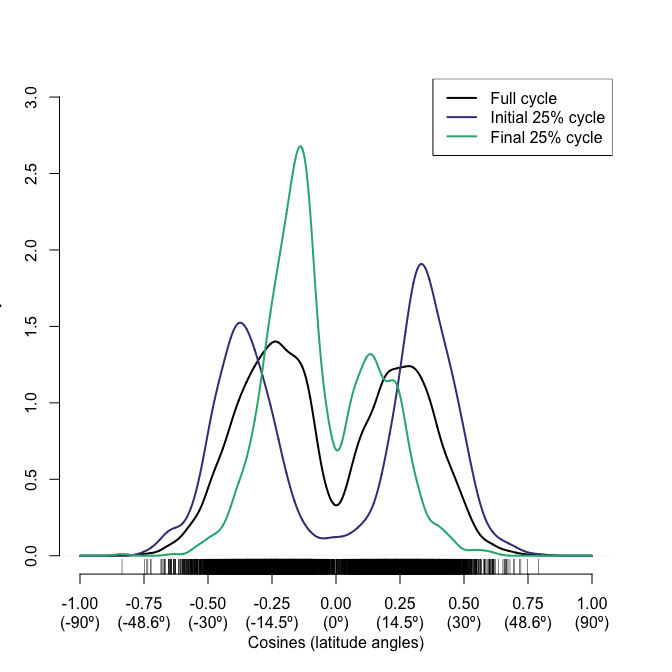 Full cycle
Initial 25% cycle
Final 25% cycle
3.0
2.5
2.0
1.5
1.0
0.5
0.0
-1.00 -0.75 -0.50 -0.25 0.00 0.25 0.50 0.75 1.00
(-90º) (-48.6º) (-30º) (-14.5º) (0º) (14.5º) (30º) (48.6º) (90º)
Cosines (latitude angles)